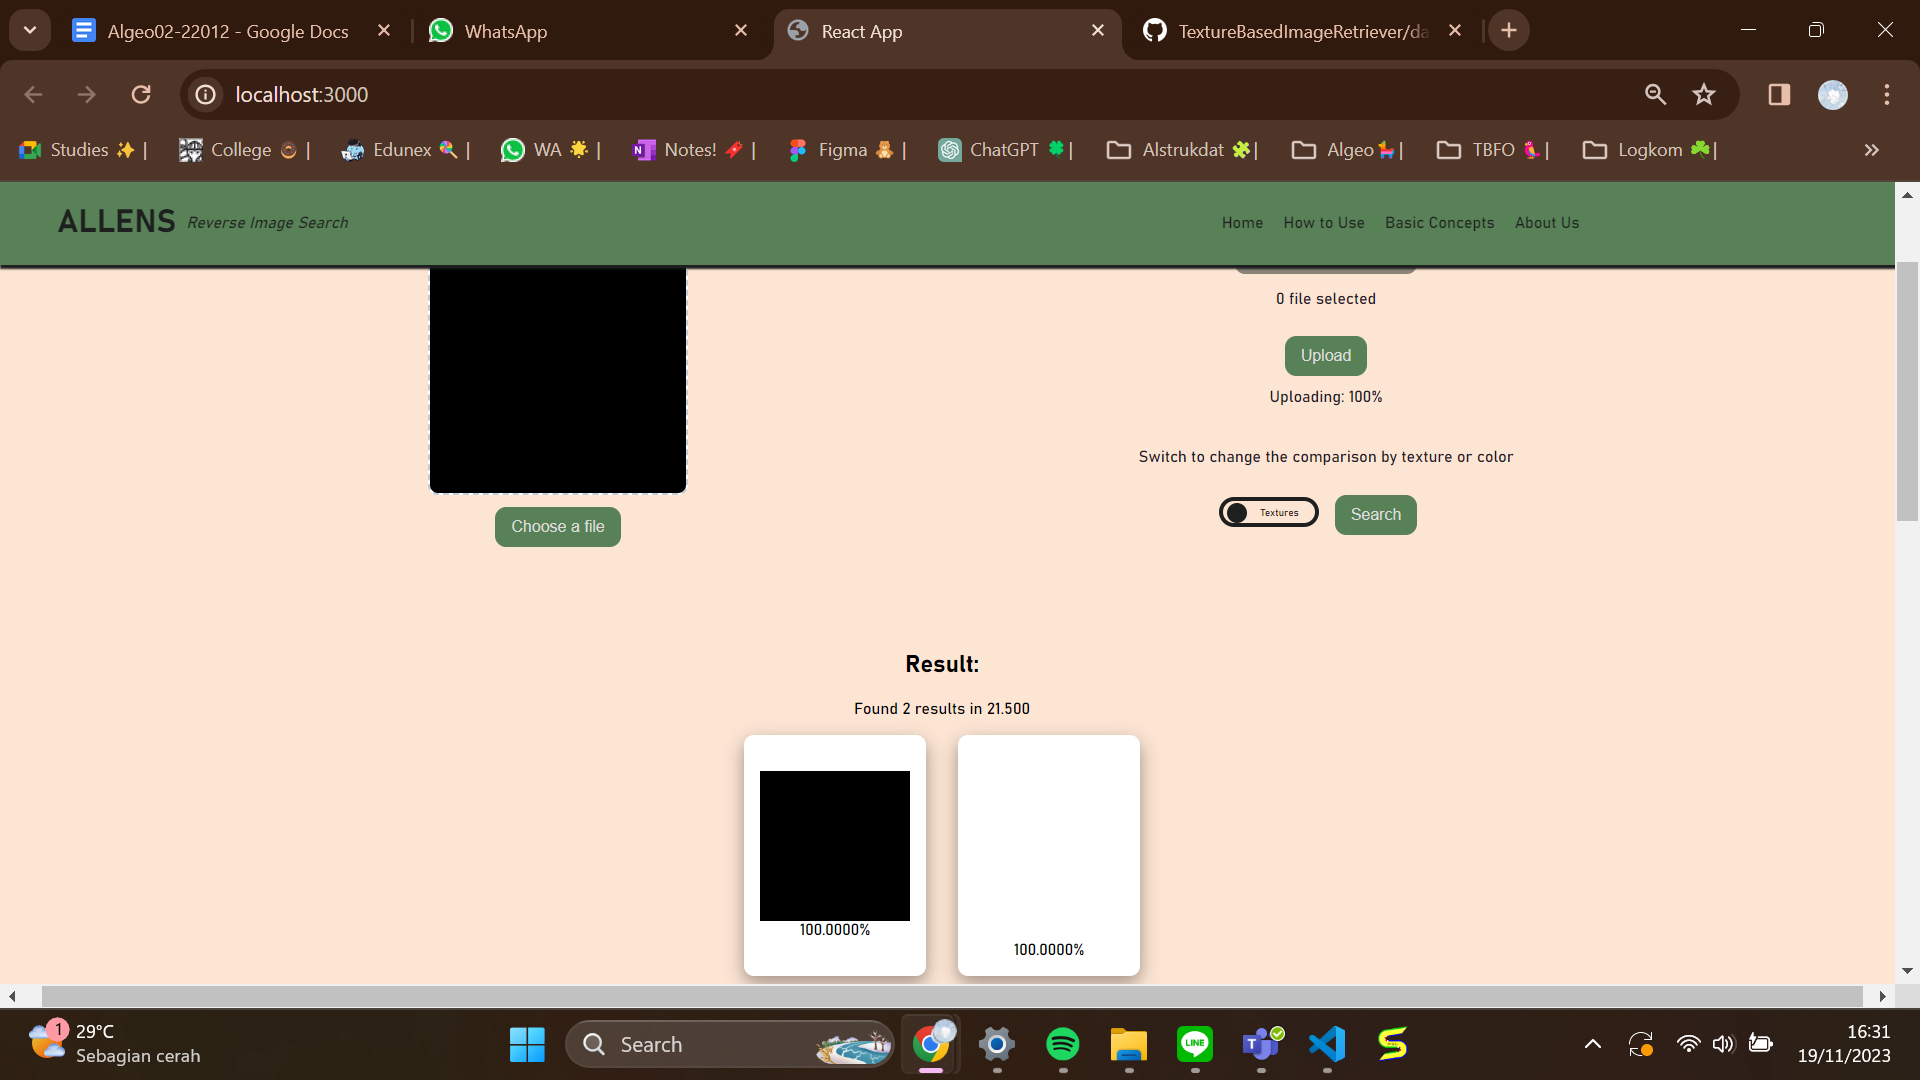 Algeo02-22012 - Google Docs
WhatsApp
React App
TextureBasedImageRetriever/da
localhost:3000
Studies ✨ |
College 🍩 |
Edunex 🍭 |
WA 🌟 |
Notes! 🧨 |
Figma 🧸 |
ChatGPT 🍀 |
Alstrukdat 🧩 |
Algeo 🪅 |
TBFO 🦜 |
Logkom ☘️ |
ALLENS Reverse Image Search
Home How to Use Basic Concepts About Us
0 file selected
Upload
Uploading: 100%
Switch to change the comparison by texture or color
Textures
Search
Choose a file
Result:
Found 2 results in 21.500
100.0000%
100.0000%
1
29°C
Sebagian cerah
Search
LINE
16:31
19/11/2023